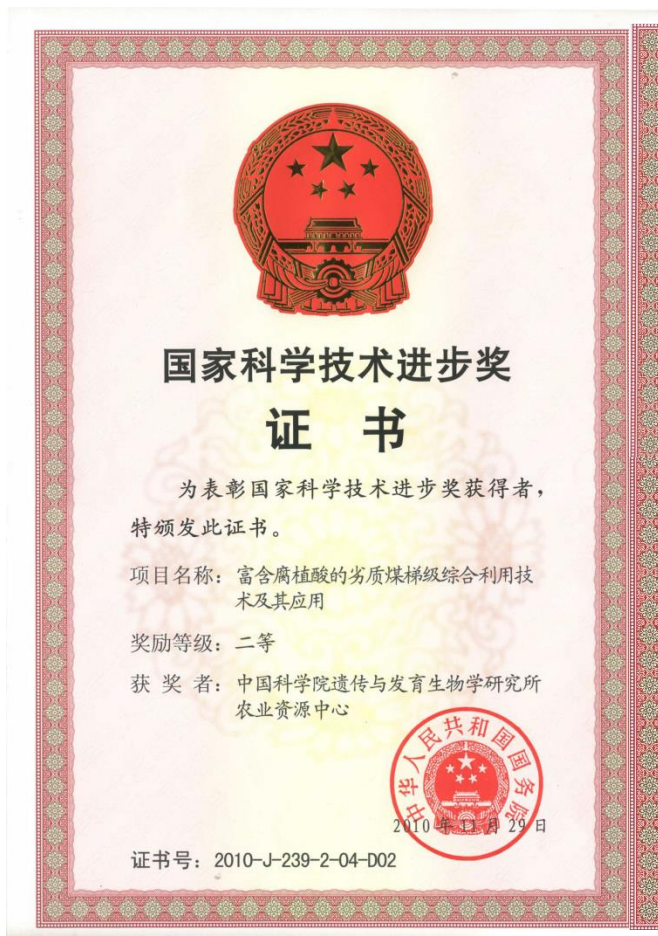 国家科学技术进步奖
证 书
为表彰国家科学技术进步奖获得者，
特颁发此证书。
项目名称：富含腐植酸的劣质煤梯级综合利用技
术及其应用
奖励等级：二等
获 奖 者：中国科学院遗传与发育生物学研究所
农业资源中心
中华人民共和国国务院
2010年11月29日
证书号：2010-J-239-2-04-D02